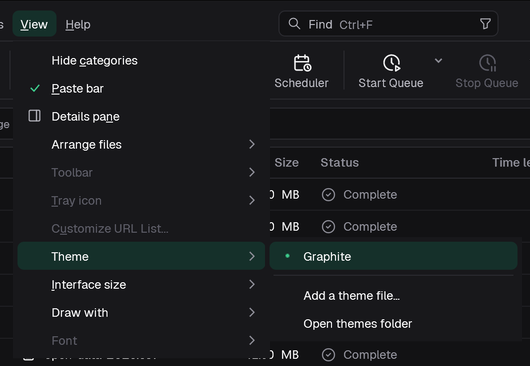 View
Help
Find Ctrl+F
Hide categories
Paste bar
Details pane
Arrange files
Toolbar
Tray icon
Customize URL List...
Theme
Interface size
Draw with
Font
Scheduler
Start Queue
Stop Queue
Size Status
0 MB Complete
MB Complete
Graphite
Add a theme file...
Open themes folder
MB Complete